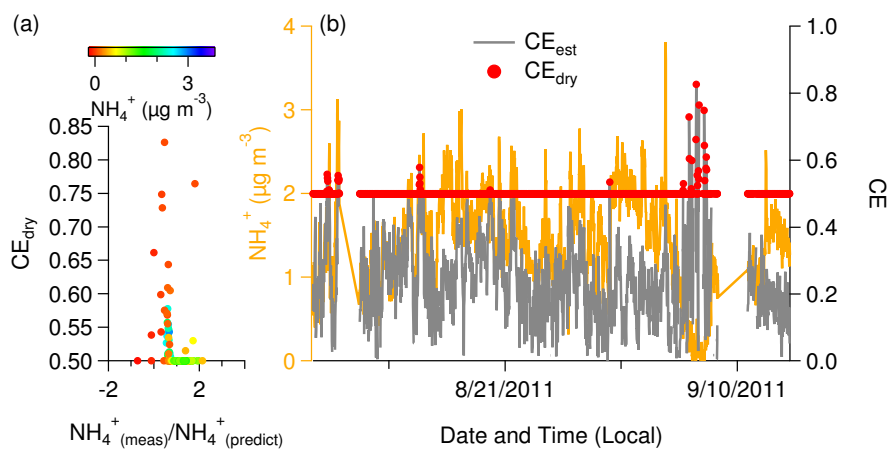 (a)
0 3
NH₄⁺ (µg m⁻³)
0.85
0.80
0.75
0.70
0.65
0.60
0.55
0.50
CE_dry
-2 0 2
NH₄⁺(meas)/NH₄⁺(predict)
(b)
CE_est
CE_dry
4
3
2
1
0
NH₄⁺ (µg m⁻³)
1.0
0.8
0.6
0.4
0.2
0.0
CE
8/21/2011 9/10/2011
Date and Time (Local)